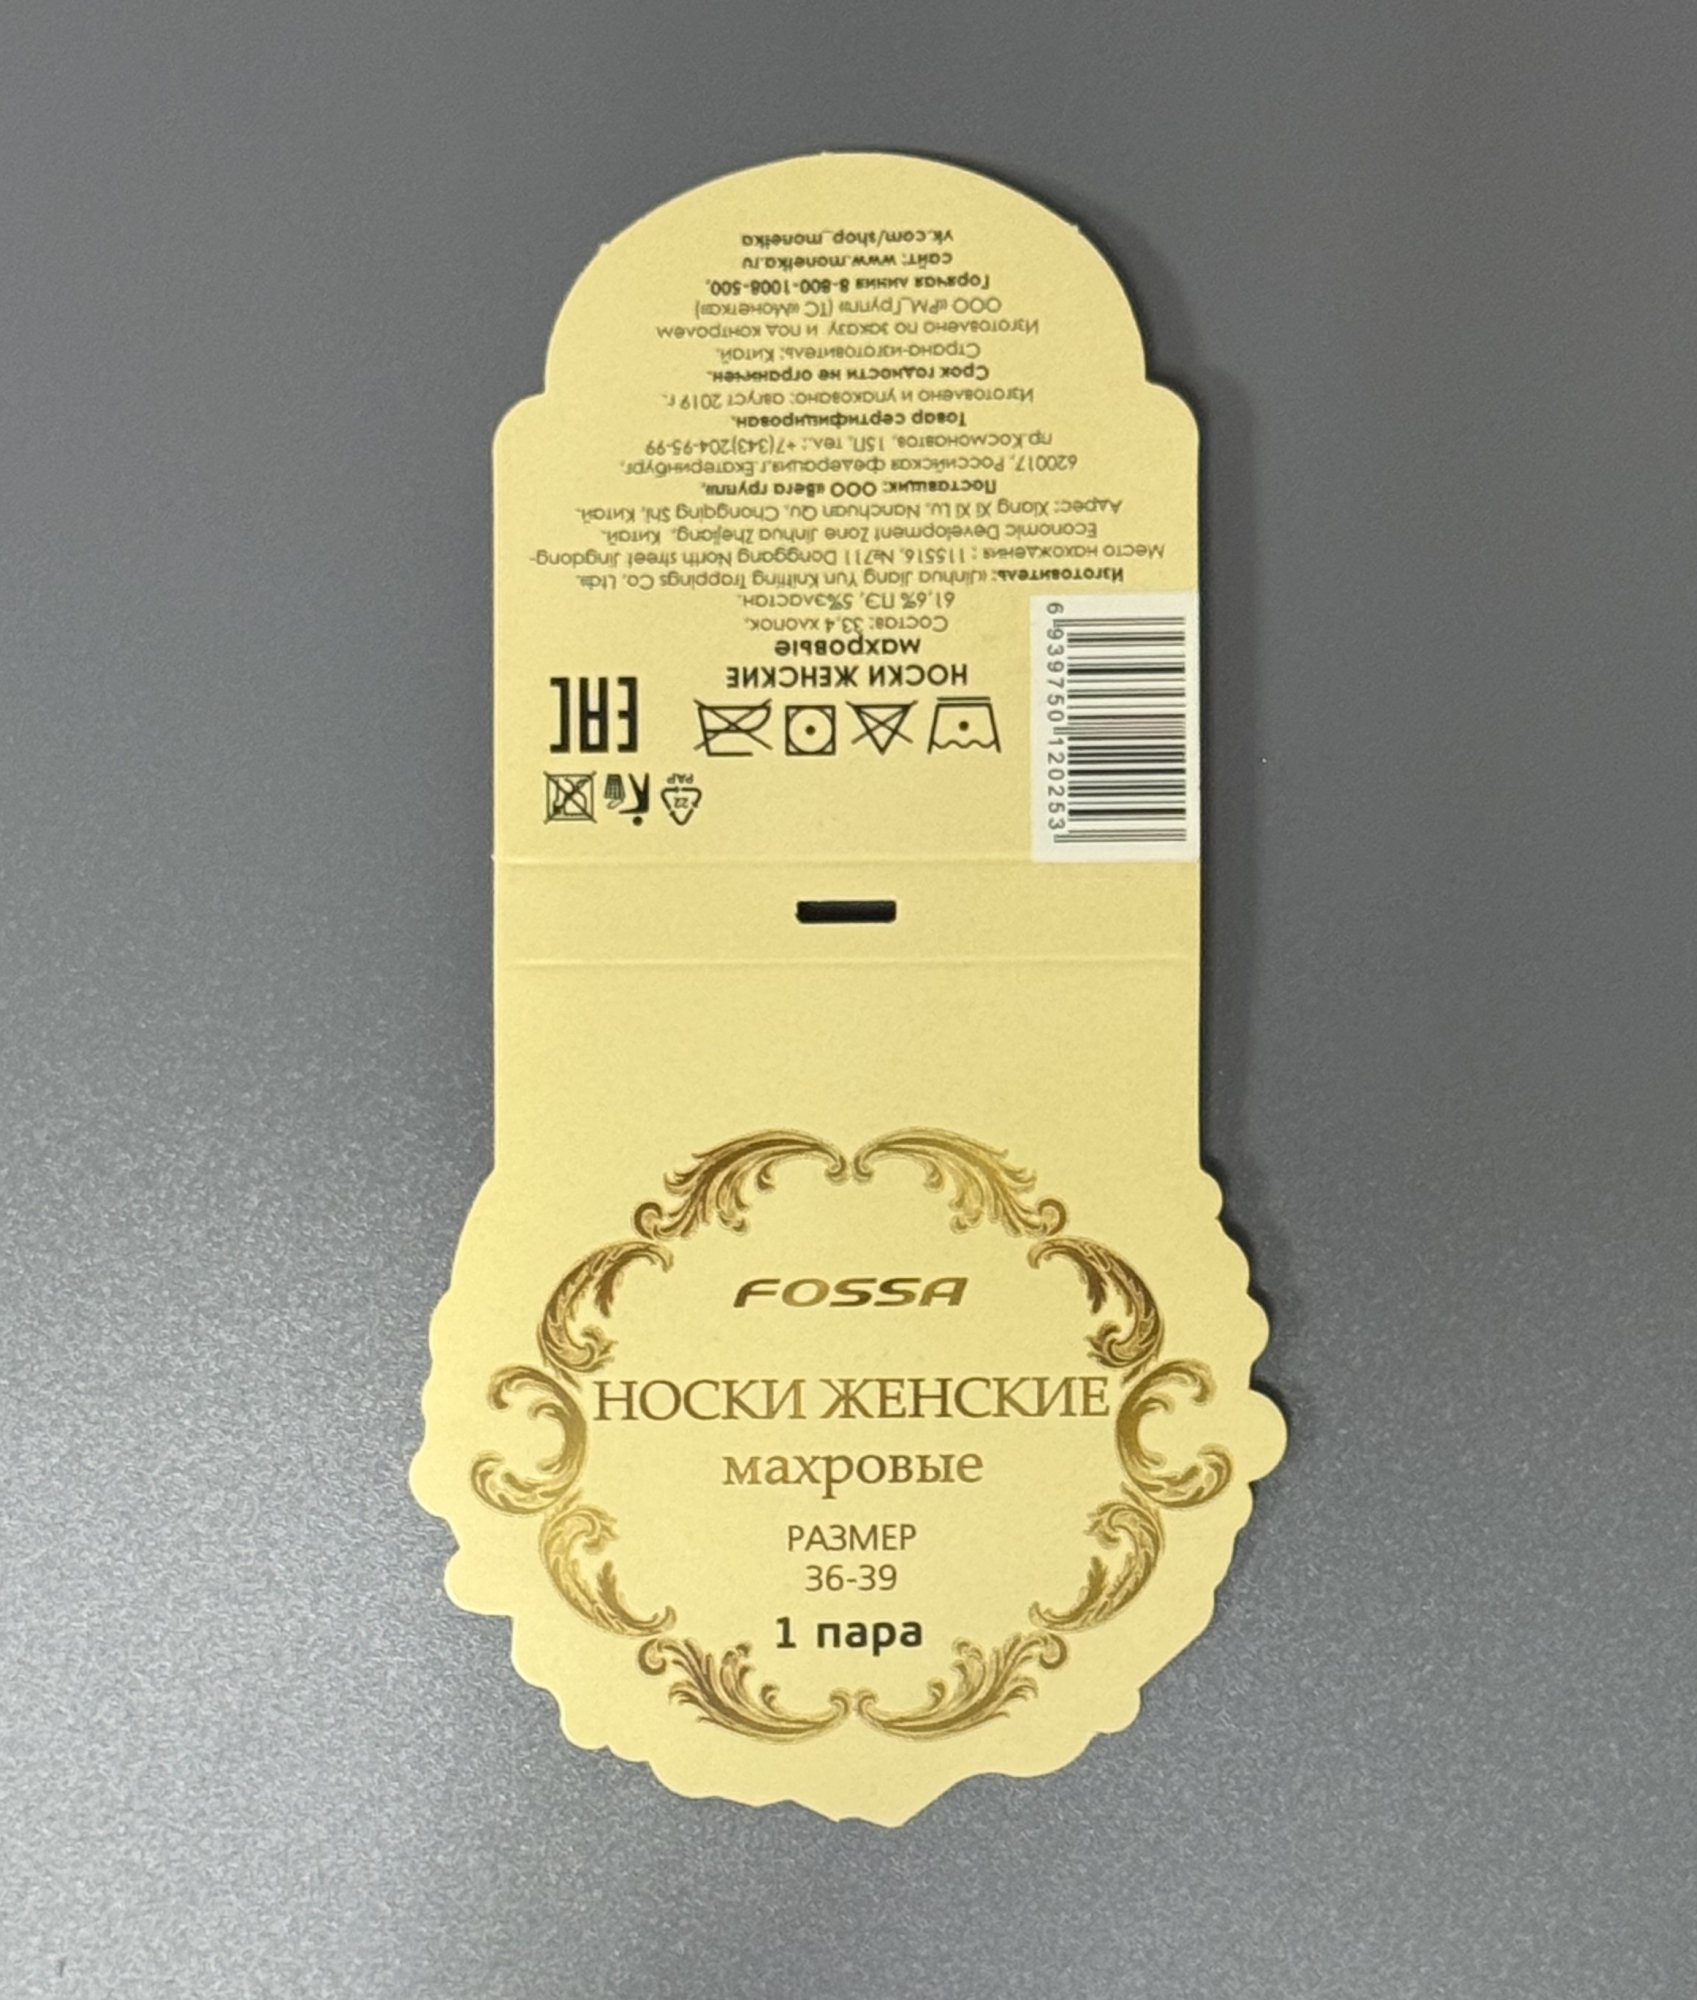 FOSSA
НОСКИ ЖЕНСКИЕ
махровые
РАЗМЕР
36-39
1 пара
22
PAP
EAC
НОСКИ ЖЕНСКИЕ
махровые
Состав: 33,4 хлопок,
61,6% ПЭ, 5%эластан.
Изготовитель: «Jinhua Jiang Yun Knitting Trappings Co. Ltd».
Место нахождения : 115516, №711 Donggang North street Jingdong-
Economic Development Zone Jinhua Zhejiang, Китай.
Адрес: Xiang Xi Xi Lu, Nanchuan Qu, Chongqing Shi, Китай.
Поставщик: ООО «Вега групп»,
620017, Российская федерация,г.Екатеринбург,
пр.Космонавтов, 15П, тел.: +7(343)204-95-99
Товар сертифицирован.
Изготовлено и упаковано: август 2019 г.
Срок годности не ограничен.
Страна-изготовитель: Китай.
Изготовлено по заказу и под контролем
ООО «РМ_Групп» (ТС «Монетка»)
Горячая линия 8-800-1008-500,
сайт: www.monetka.ru
vk.com/shop_monetka
6 939750 120253